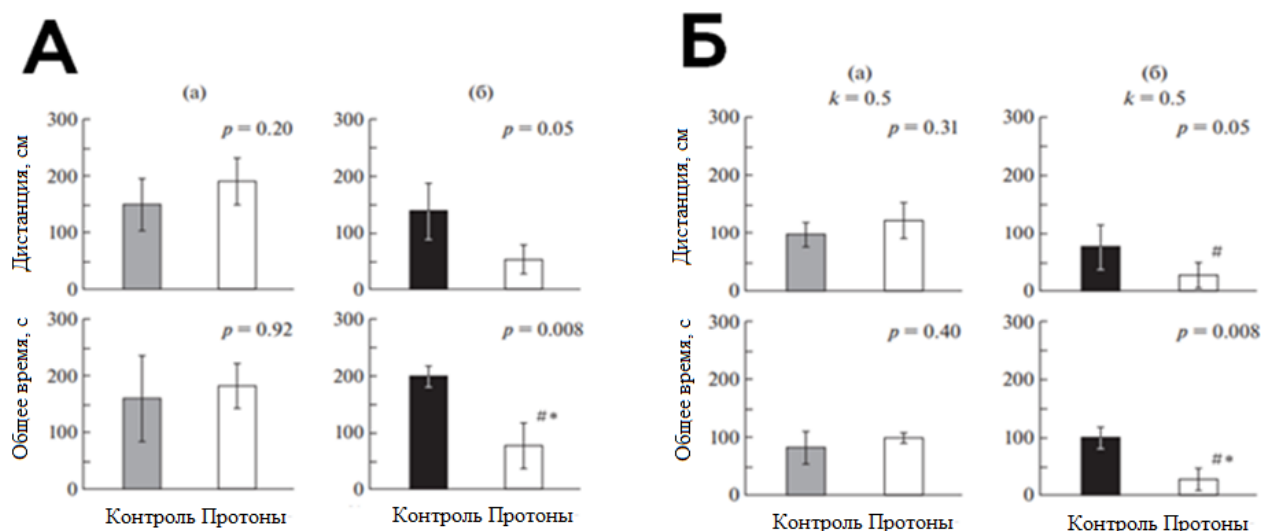 А
(а)
(б)
Дистанция, см
300
200
100
0
p = 0.20
300
200
100
0
p = 0.05
Общее время, с
300
200
100
0
p = 0.92
300
200
100
0
p = 0.008
#*
Контроль Протоны
Контроль Протоны
Б
(а)
k = 0.5
(б)
k = 0.5
Дистанция, см
300
200
100
0
p = 0.31
300
200
100
0
p = 0.05
#
Общее время, с
300
200
100
0
p = 0.40
300
200
100
0
p = 0.008
#*
Контроль Протоны
Контроль Протоны